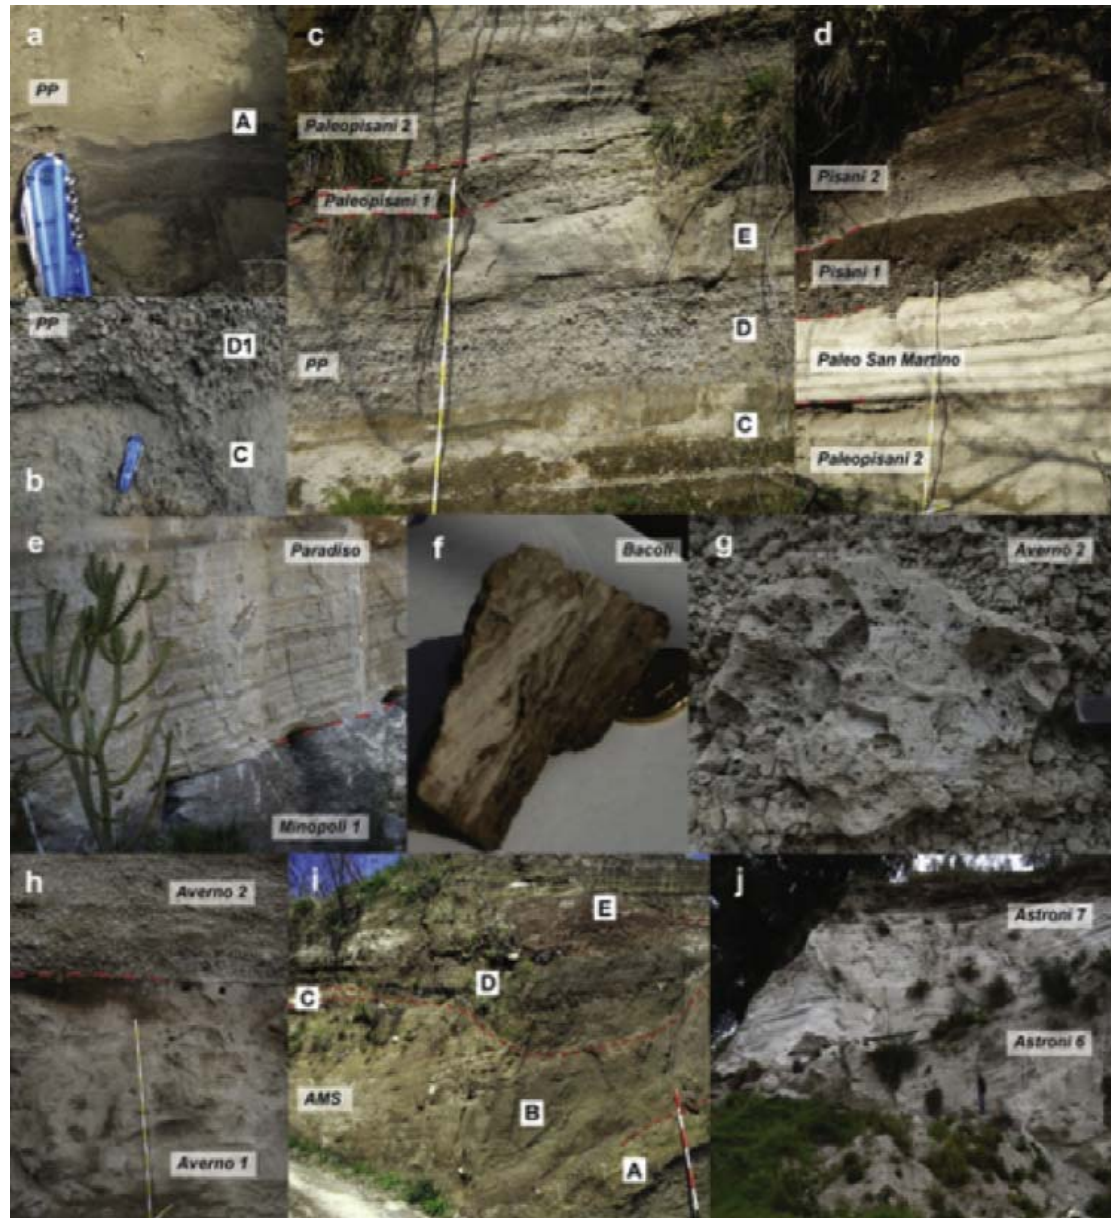 a
PP
A
PP
D1
C
b
c
Paleopisani 2
Paleopisani 1
E
D
PP
C
d
Pisani 2
Pisani 1
Paleo San Martino
Paleopisani 2
e
Paradiso
Minopoli 1
f
Bacoli
g
Averno 2
h
Averno 2
Averno 1
i
E
D
C
AMS
B
A
j
Astroni 7
Astroni 6